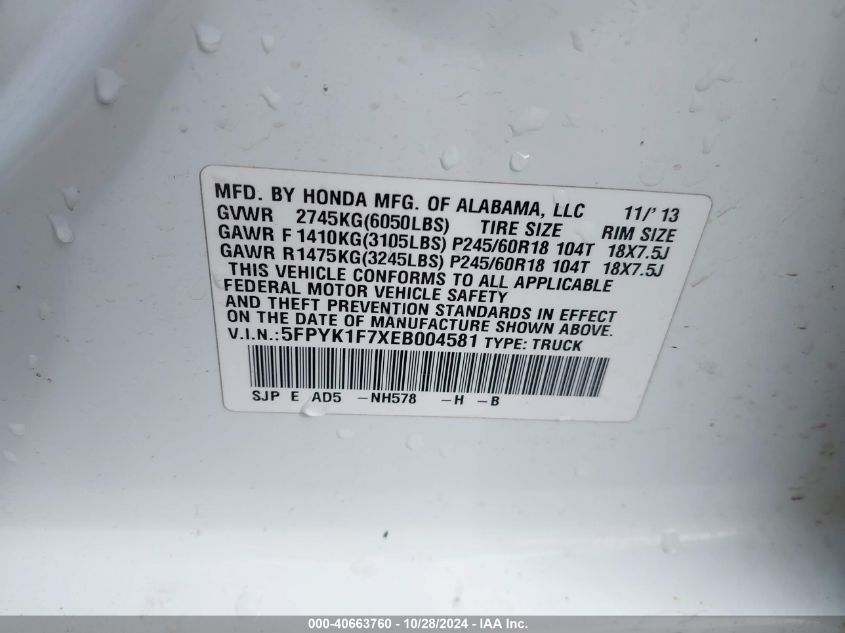 MFD. BY HONDA MFG. OF ALABAMA, LLC 11/' 13
GVWR 2745KG(6050LBS) TIRE SIZE RIM SIZE
GAWR F 1410KG(3105LBS) P245/60R18 104T 18X7.5J
GAWR R1475KG(3245LBS) P245/60R18 104T 18X7.5J
THIS VEHICLE CONFORMS TO ALL APPLICABLE
FEDERAL MOTOR VEHICLE SAFETY
AND THEFT PREVENTION STANDARDS IN EFFECT
ON THE DATE OF MANUFACTURE SHOWN ABOVE.
V.I.N.:5FPYK1F7XEB004581 TYPE: TRUCK
SJP E AD5 -NH578 -H -B
000-40663760 - 10/28/2024 - IAA Inc.